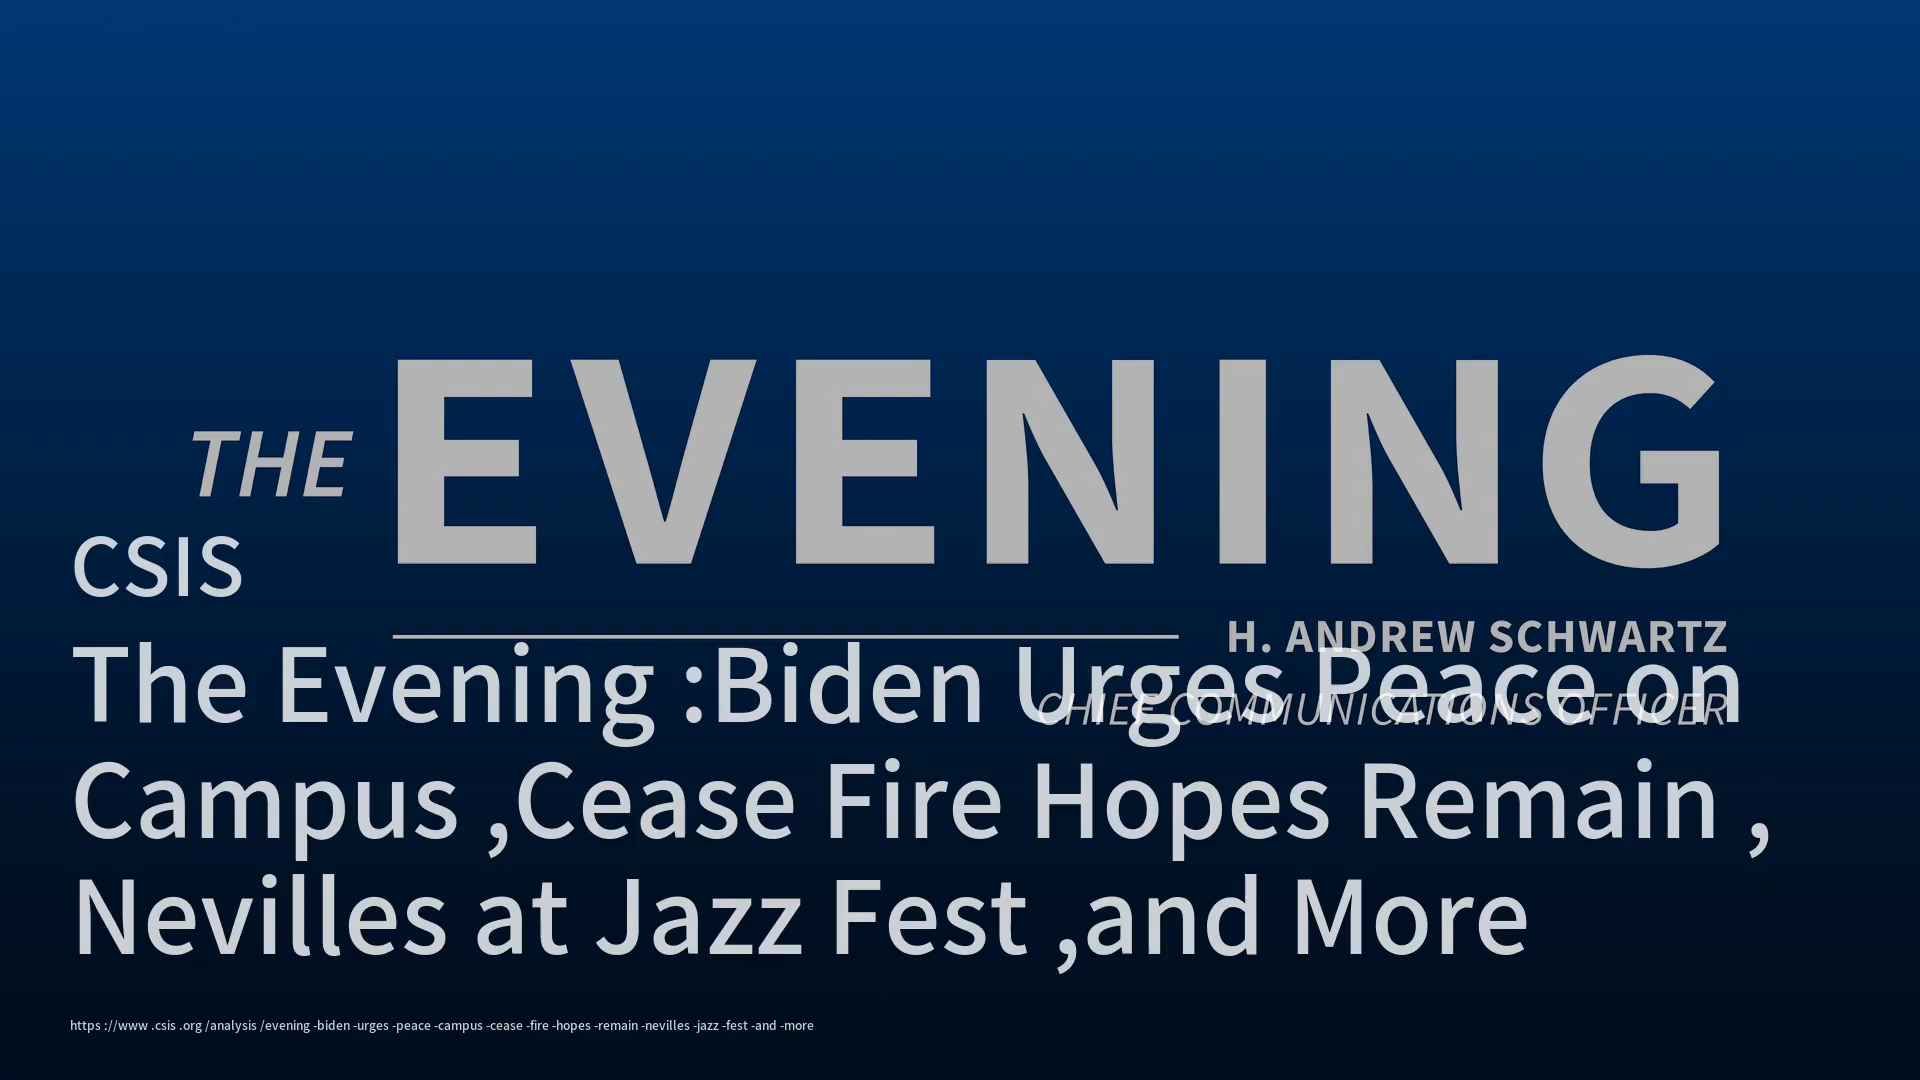 THE EVENING
CSIS
H. ANDREW SCHWARTZ
CHIEF COMMUNICATIONS OFFICER
The Evening :Biden Urges Peace on
Campus ,Cease Fire Hopes Remain ,
Nevilles at Jazz Fest ,and More
https ://www .csis .org /analysis /evening -biden -urges -peace -campus -cease -fire -hopes -remain -nevilles -jazz -fest -and -more